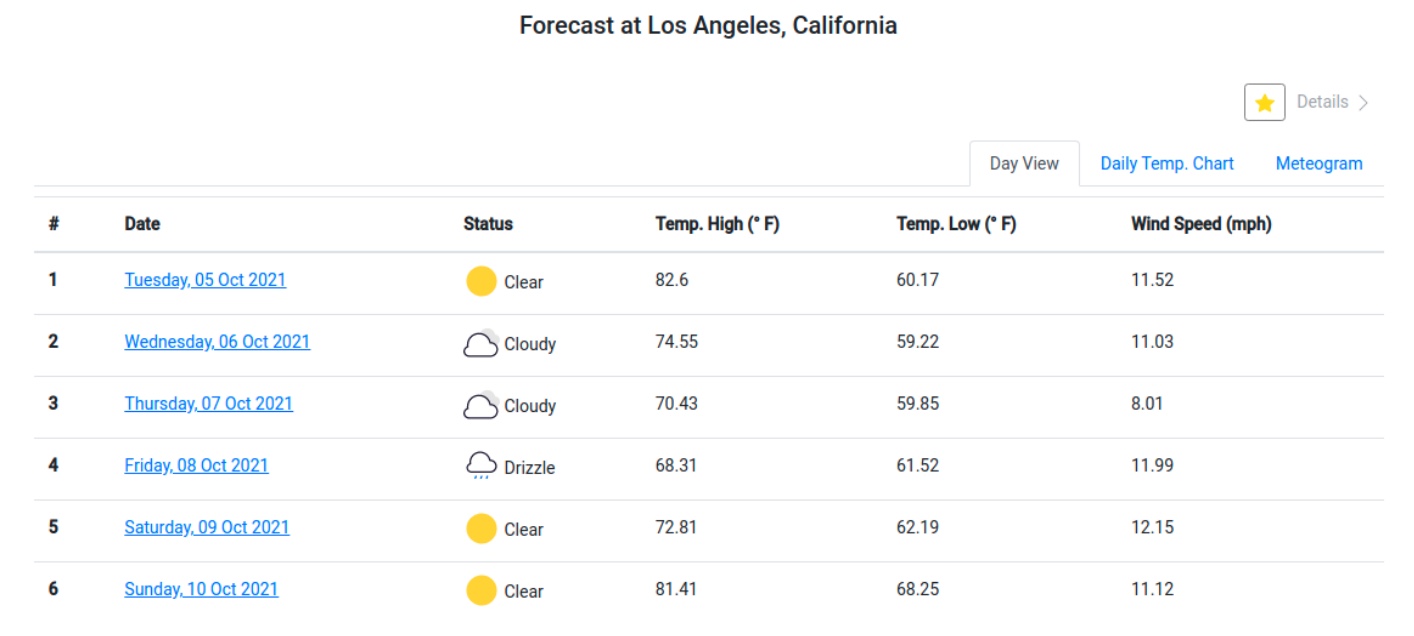 Forecast at Los Angeles, California
Details
Day View Daily Temp. Chart Meteogram
# Date Status Temp. High (° F) Temp. Low (° F) Wind Speed (mph)
1 Tuesday, 05 Oct 2021 Clear 82.6 60.17 11.52
2 Wednesday, 06 Oct 2021 Cloudy 74.55 59.22 11.03
3 Thursday, 07 Oct 2021 Cloudy 70.43 59.85 8.01
4 Friday, 08 Oct 2021 Drizzle 68.31 61.52 11.99
5 Saturday, 09 Oct 2021 Clear 72.81 62.19 12.15
6 Sunday, 10 Oct 2021 Clear 81.41 68.25 11.12